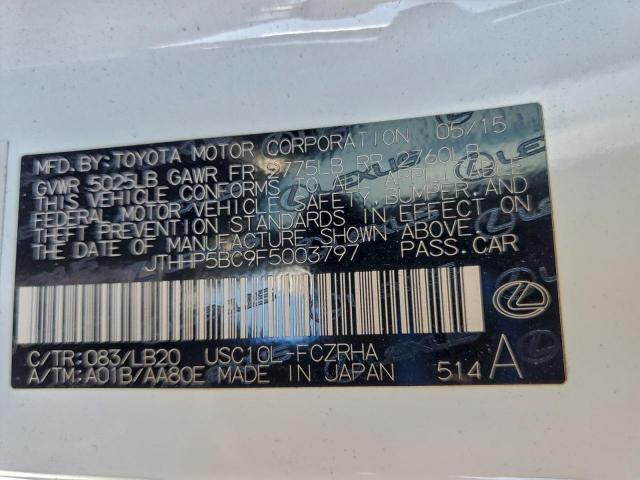 MFD. BY: TOYOTA MOTOR CORPORATION 05/15
GVWR 5025LB GAWR FR 2775LB RR
THIS VEHICLE CONFORMS TO ALL APPLICABLE
FEDERAL MOTOR VEHICLE SAFETY, BUMPER, AND
THEFT PREVENTION STANDARDS IN EFFECT ON
THE DATE OF MANUFACTURE SHOWN ABOVE.
JTHHP5BC9F5003797 PASS.CAR
C/TR: 083/LB20 USC10L-FCZRHA
A/TM: A01B/AA80E MADE IN JAPAN 514 A